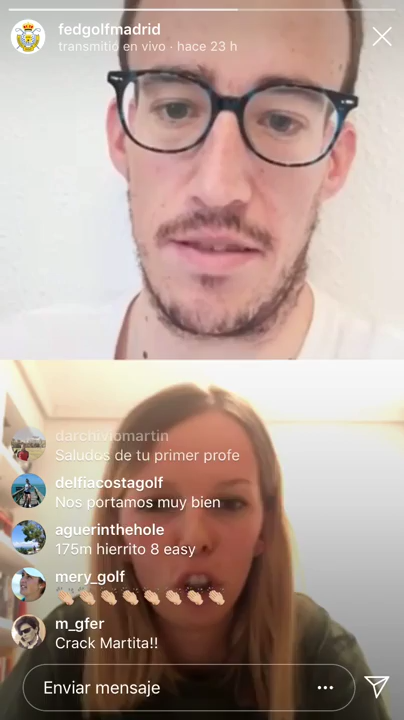 fedgolfmadrid
transmitió en vivo · hace 23 h
Saludos de tu primer profe
delfiacostagolf
Nos portamos muy bien
aguerinthehole
175m hierrito 8 easy
mery_golf
👏🏻👏🏻👏🏻👏🏻👏🏻👏🏻👏🏻👏🏻
m_gfer
Crack Martita!!
Enviar mensaje